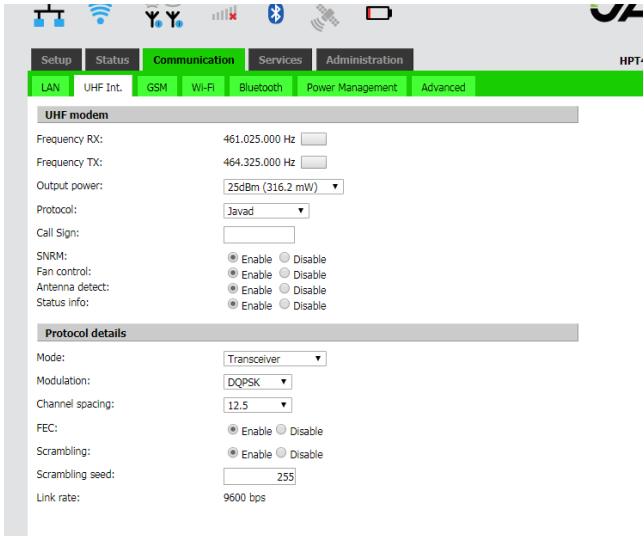 Setup Status Communication Services Administration HPT4
LAN UHF Int. GSM Wi-Fi Bluetooth Power Management Advanced
UHF modem
Frequency RX: 461.025.000 Hz
Frequency TX: 464.325.000 Hz
Output power: 25dBm (316.2 mW)
Protocol: Javad
Call Sign:
SNRM: Enable Disable
Fan control: Enable Disable
Antenna detect: Enable Disable
Status info: Enable Disable
Protocol details
Mode: Transceiver
Modulation: DQPSK
Channel spacing: 12.5
FEC: Enable Disable
Scrambling: Enable Disable
Scrambling seed: 255
Link rate: 9600 bps